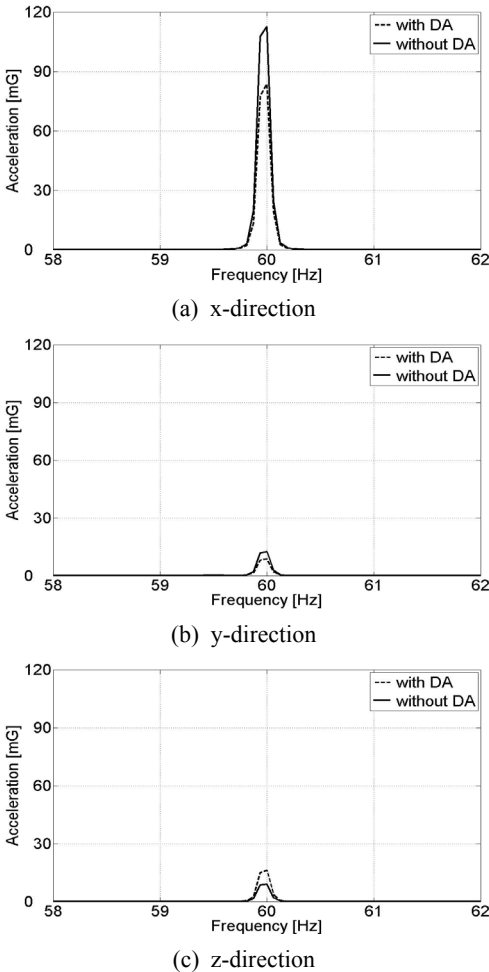 120
90
60
30
0
Acceleration [mG]
with DA
without DA
58 59 60 61 62
Frequency [Hz]
(a) x-direction
120
90
60
30
0
Acceleration [mG]
with DA
without DA
58 59 60 61 62
Frequency [Hz]
(b) y-direction
120
90
60
30
0
Acceleration [mG]
with DA
without DA
58 59 60 61 62
Frequency [Hz]
(c) z-direction